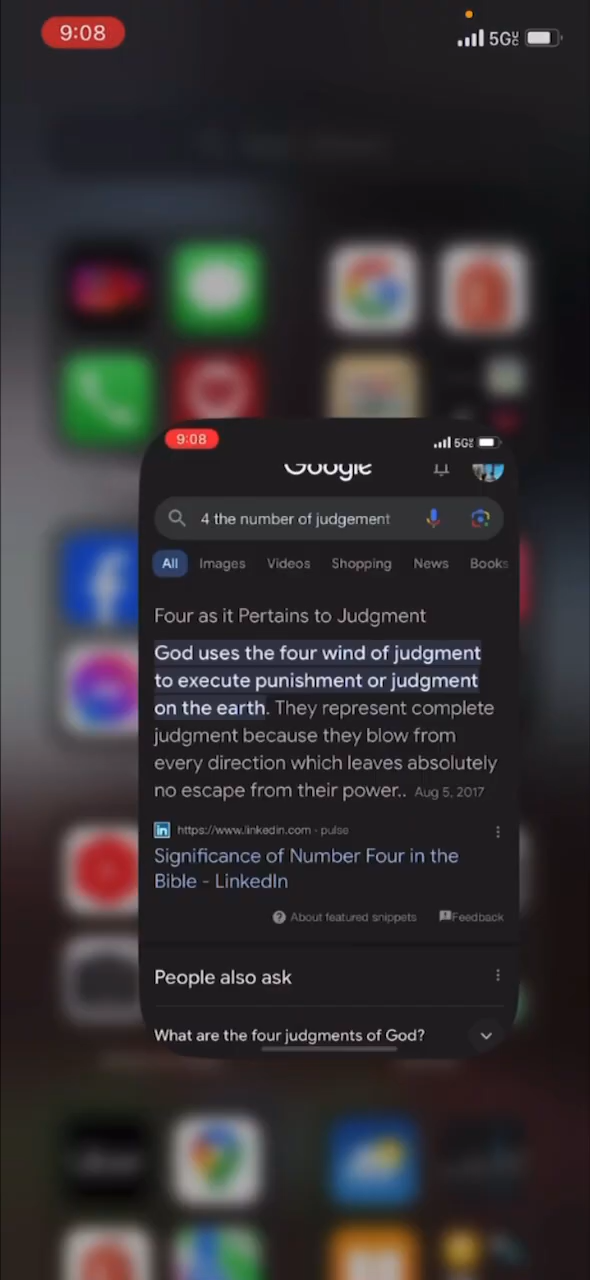 9:08
5G
9:08
5G
Google
4 the number of judgement
All Images Videos Shopping News Books
Four as it Pertains to Judgment
God uses the four wind of judgment
to execute punishment or judgment
on the earth. They represent complete
judgment because they blow from
every direction which leaves absolutely
no escape from their power.. Aug 5, 2017
in https://www.linkedin.com · pulse
Significance of Number Four in the
Bible - LinkedIn
About featured snippets Feedback
People also ask
What are the four judgments of God?